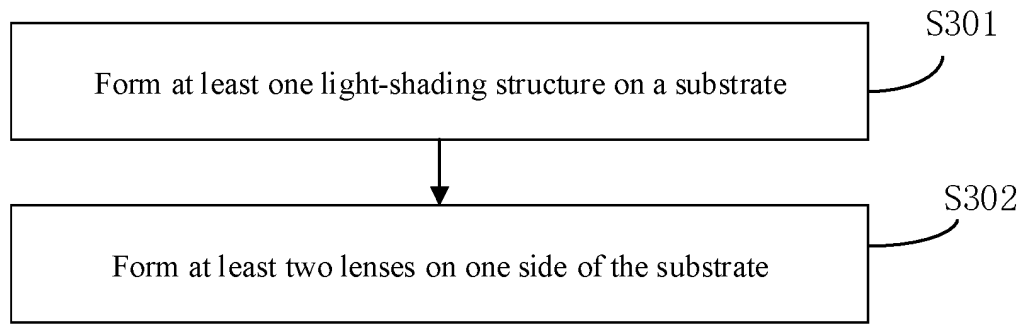 S301
Form at least one light-shading structure on a substrate
S302
Form at least two lenses on one side of the substrate